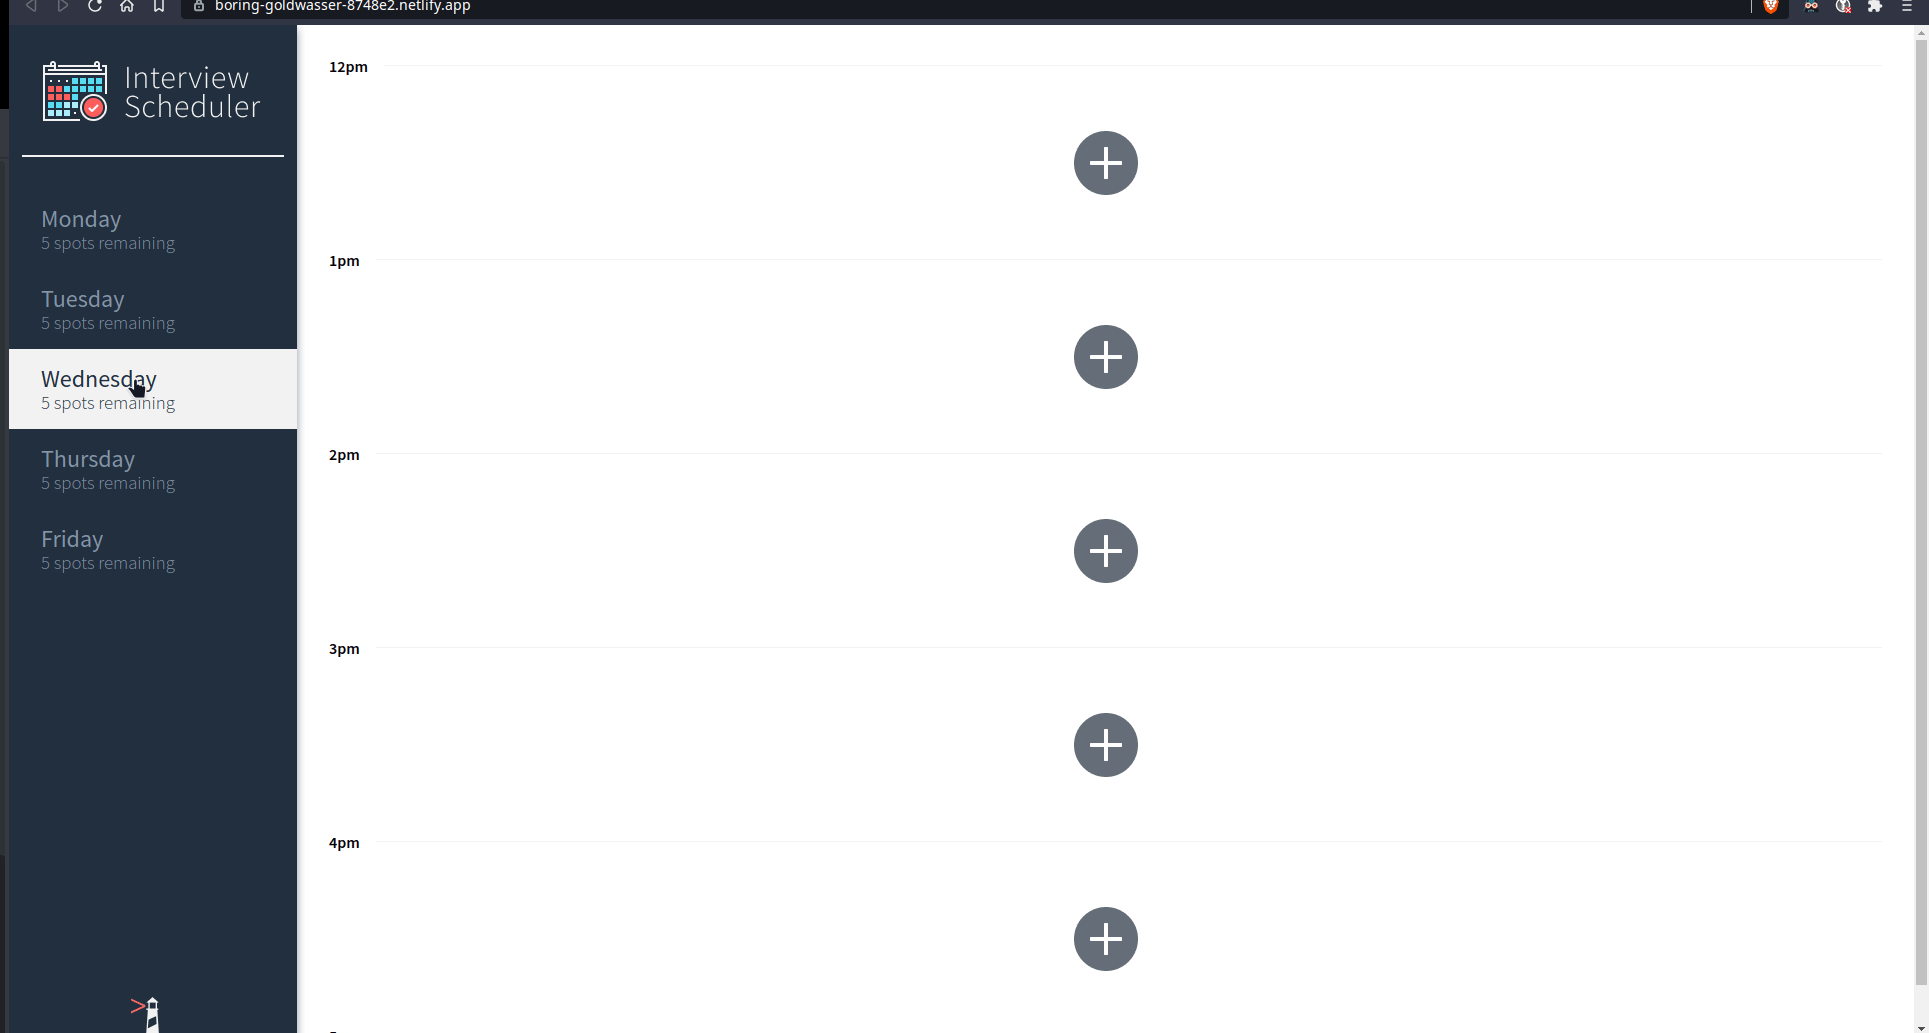 boring-goldwasser-8748e2.netlify.app
Interview
Scheduler
Monday
5 spots remaining
Tuesday
5 spots remaining
Wednesday
5 spots remaining
Thursday
5 spots remaining
Friday
5 spots remaining
12pm
1pm
2pm
3pm
4pm